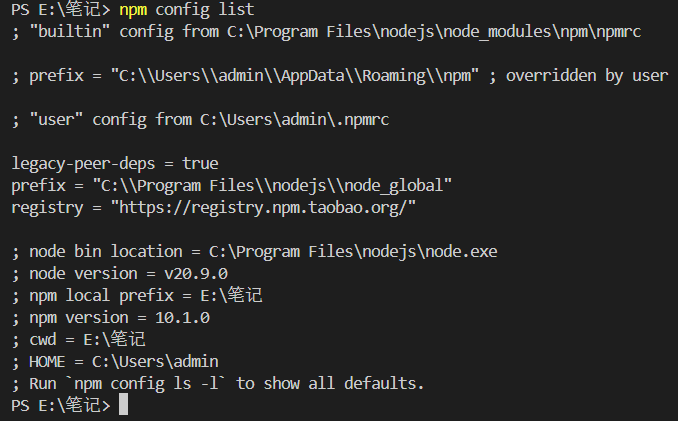 PS E:\笔记> npm config list
; "builtin" config from C:\Program Files\nodejs\node_modules\npm\npmrc
; prefix = "C:\\Users\\admin\\AppData\\Roaming\\npm" ; overridden by user
; "user" config from C:\Users\admin\.npmrc
legacy-peer-deps = true
prefix = "C:\\Program Files\\nodejs\\node_global"
registry = "https://registry.npm.taobao.org/"
; node bin location = C:\Program Files\nodejs\node.exe
; node version = v20.9.0
; npm local prefix = E:\笔记
; npm version = 10.1.0
; cwd = E:\笔记
; HOME = C:\Users\admin
; Run `npm config ls -l` to show all defaults.
PS E:\笔记>